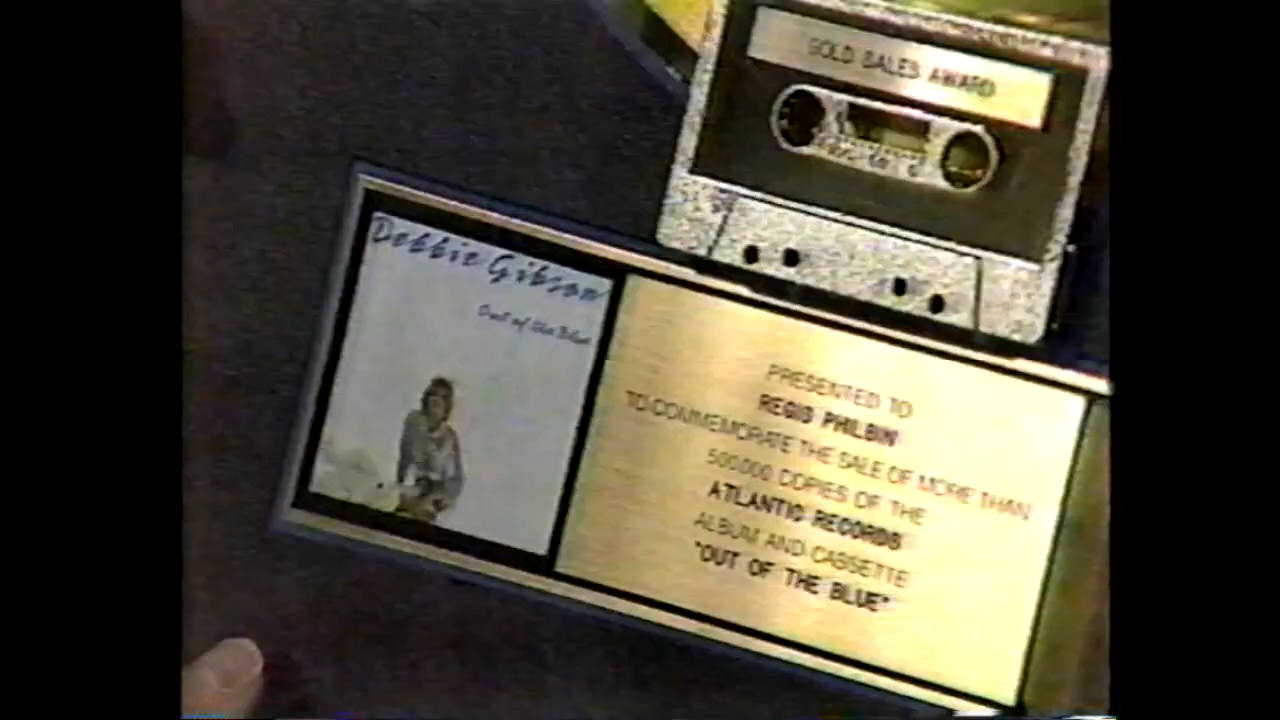 GOLD SALES AWARD
Debbie Gibson
Out of the Blue
PRESENTED TO
REGIS PHILBIN
TO COMMEMORATE THE SALE OF MORE THAN
500,000 COPIES OF THE
ATLANTIC RECORDS
ALBUM AND CASSETTE
"OUT OF THE BLUE"